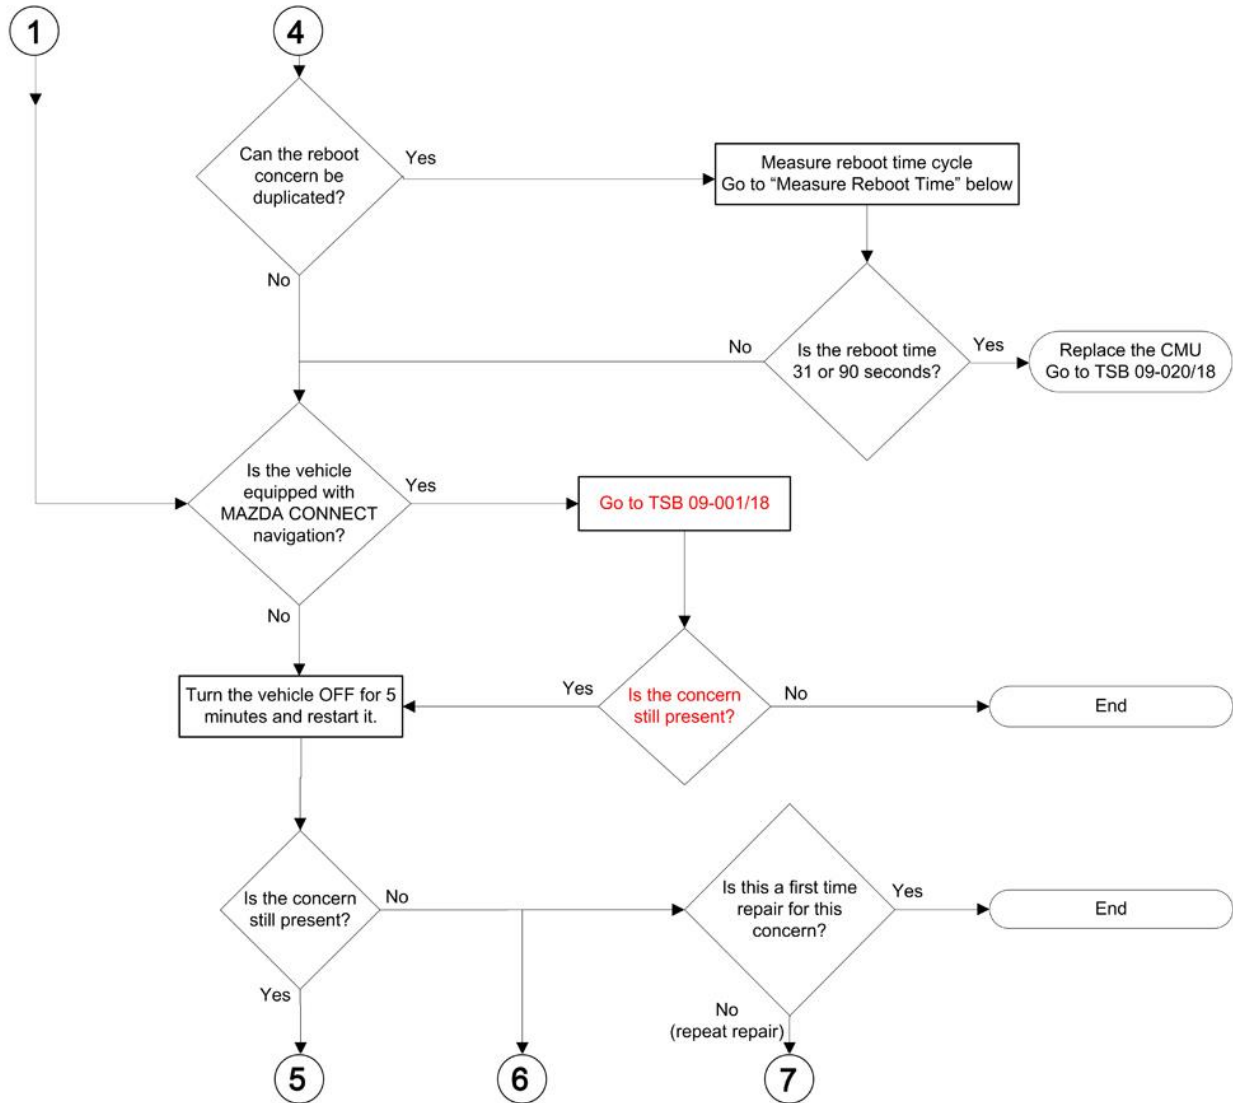 1
4
Can the reboot
concern be
duplicated?
Yes
Measure reboot time cycle
Go to “Measure Reboot Time” below
No
Is the reboot time
31 or 90 seconds?
No
Yes
Replace the CMU
Go to TSB 09-020/18
Is the vehicle
equipped with
MAZDA CONNECT
navigation?
Yes
Go to TSB 09-001/18
No
Turn the vehicle OFF for 5
minutes and restart it.
Yes
Is the concern
still present?
No
End
Is the concern
still present?
No
Is this a first time
repair for this
concern?
Yes
End
Yes
No
(repeat repair)
5
6
7